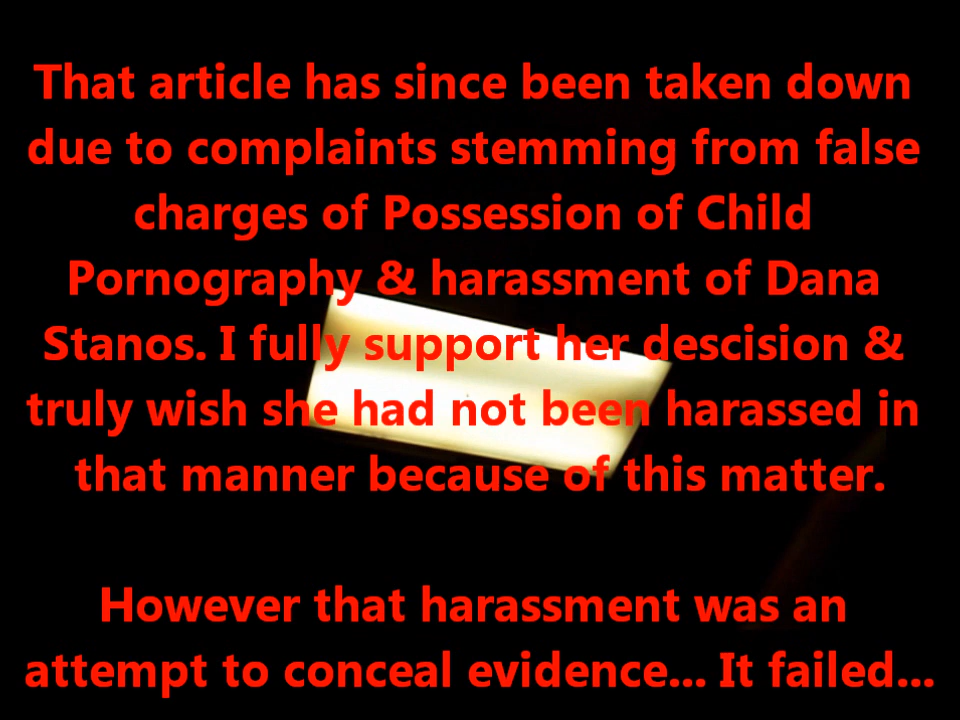 That article has since been taken down
due to complaints stemming from false
charges of Possession of Child
Pornography & harassment of Dana
Stanos. I fully support her descision &
truly wish she had not been harassed in
that manner because of this matter.
However that harassment was an
attempt to conceal evidence... It failed...